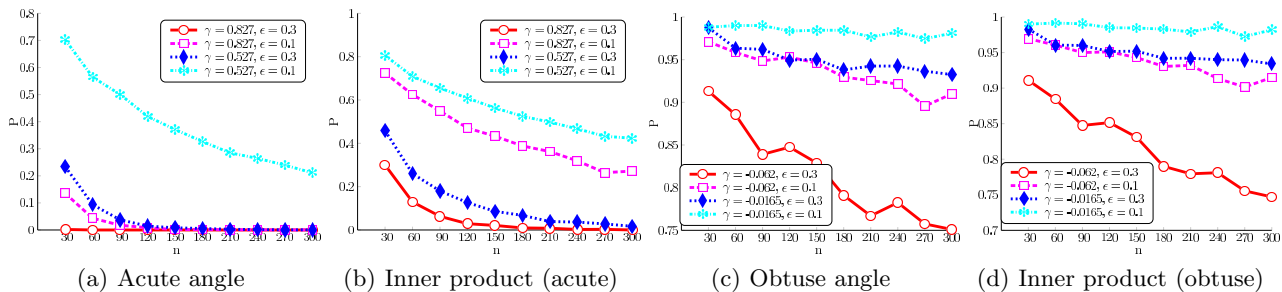 0.8
0.7
0.6
0.5
0.4
0.3
0.2
0.1
0
P
30 60 90 120 150 180 210 240 270 300
n
γ = 0.827, ϵ = 0.3
γ = 0.827, ϵ = 0.1
γ = 0.527, ϵ = 0.3
γ = 0.527, ϵ = 0.1
(a) Acute angle
1
0.8
0.6
0.4
0.2
0
P
30 60 90 120 150 180 210 240 270 300
n
γ = 0.827, ϵ = 0.3
γ = 0.827, ϵ = 0.1
γ = 0.527, ϵ = 0.3
γ = 0.527, ϵ = 0.1
(b) Inner product (acute)
1
0.95
0.9
0.85
0.8
0.75
P
30 60 90 120 150 180 210 240 270 300
n
γ = -0.062, ϵ = 0.3
γ = -0.062, ϵ = 0.1
γ = -0.0165, ϵ = 0.3
γ = -0.0165, ϵ = 0.1
(c) Obtuse angle
1
0.95
0.9
0.85
0.8
0.75
0.7
P
30 60 90 120 150 180 210 240 270 300
n
γ = -0.062, ϵ = 0.3
γ = -0.062, ϵ = 0.1
γ = -0.0165, ϵ = 0.3
γ = -0.0165, ϵ = 0.1
(d) Inner product (obtuse)